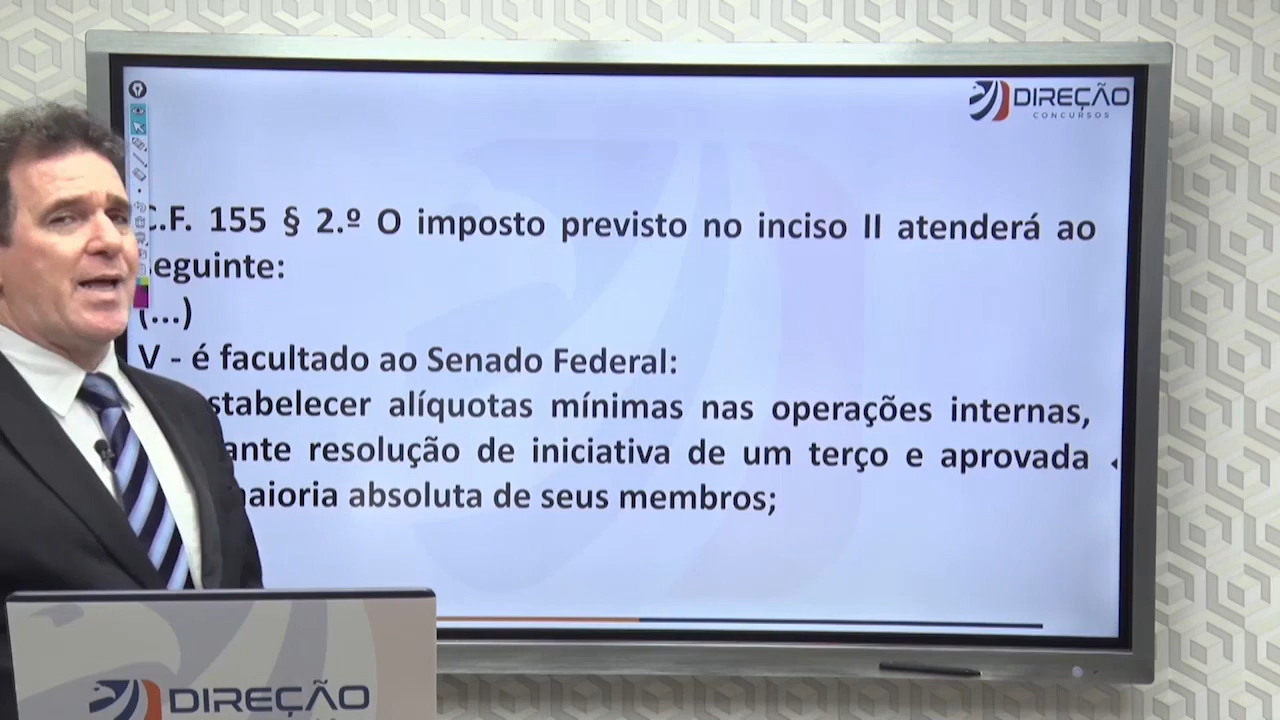 DIREÇÃO
CONCURSOS
C.F. 155 § 2.º O imposto previsto no inciso II atenderá ao
seguinte:
(...)
V - é facultado ao Senado Federal:
stabelecer alíquotas mínimas nas operações internas,
ante resolução de iniciativa de um terço e aprovada
maioria absoluta de seus membros;
DIREÇÃO